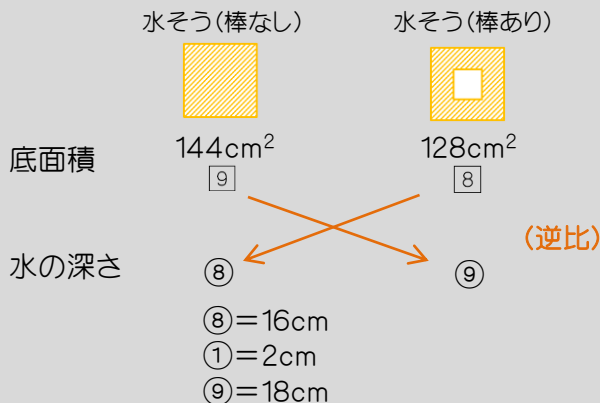 水そう(棒なし) 水そう(棒あり)
底面積 144cm² 128cm²
9 8
(逆比)
水の深さ ⑧ ⑨
⑧=16cm
①=2cm
⑨=18cm